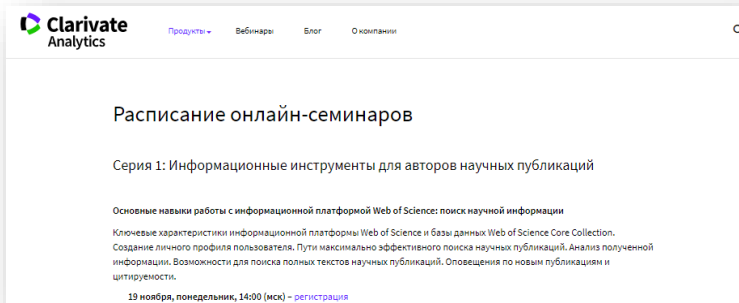 Clarivate
Analytics
Продукты
Вебинары
Блог
О компании
Расписание онлайн-семинаров
Серия 1: Информационные инструменты для авторов научных публикаций
Основные навыки работы с информационной платформой Web of Science: поиск научной информации
Ключевые характеристики информационной платформы Web of Science и базы данных Web of Science Core Collection.
Создание личного профиля пользователя. Пути максимально эффективного поиска научных публикаций. Анализ полученной
информации. Возможности для поиска полных текстов научных публикаций. Оповещения по новым публикациям и
цитируемости.
19 ноября, понедельник, 14:00 (мск) – регистрация